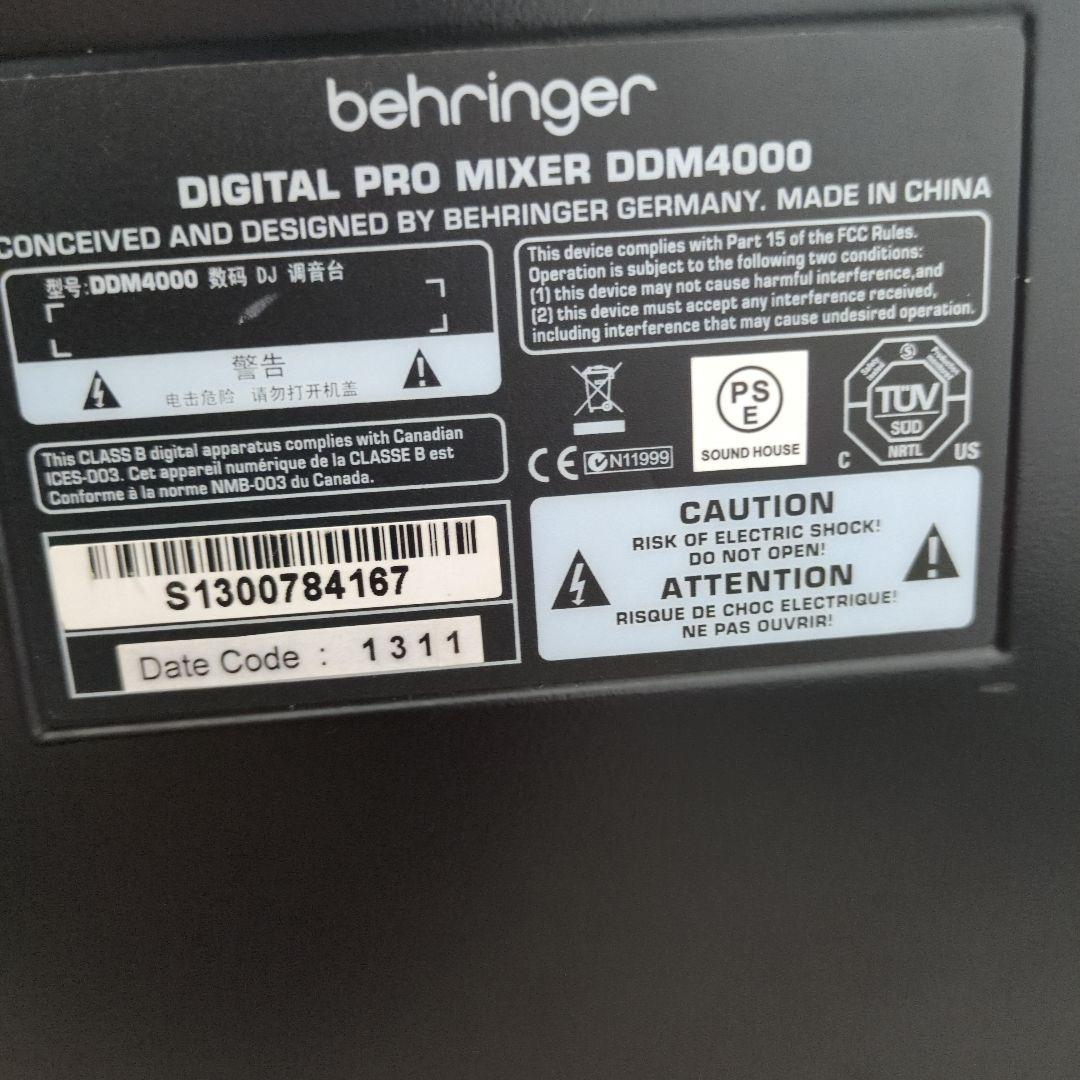 behringer
DIGITAL PRO MIXER DDM4000
CONCEIVED AND DESIGNED BY BEHRINGER GERMANY. MADE IN CHINA
型号:DDM4000 数码 DJ 调音台
警告
电击危险 请勿打开机盖
This CLASS B digital apparatus complies with Canadian
ICES-003. Cet appareil numérique de la CLASSE B est
Conforme à la norme NMB-003 du Canada.
S1300784167
Date Code : 1311
This device complies with Part 15 of the FCC Rules.
Operation is subject to the following two conditions:
(1) this device may not cause harmful interference,and
(2) this device must accept any interference received,
including interference that may cause undesired operation.
CE N11999
PS
E
SOUND HOUSE
S
TÜV
SÜD
NRTL
C US
CAUTION
RISK OF ELECTRIC SHOCK!
DO NOT OPEN!
ATTENTION
RISQUE DE CHOC ELECTRIQUE!
NE PAS OUVRIR!